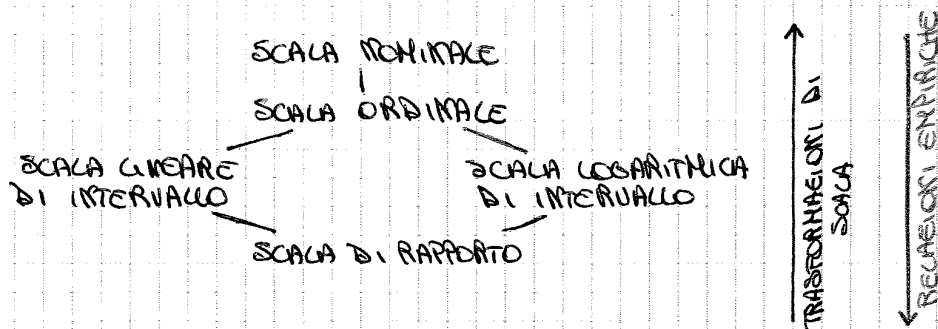 SCALA NOMINALE
SCALA ORDINALE
SCALA LINEARE
DI INTERVALLO
SCALA LOGARITMICA
DI INTERVALLO
SCALA DI RAPPORTO
TRASFORMAZIONI DI
SCALA
RELAZIONI EMPIRICHE